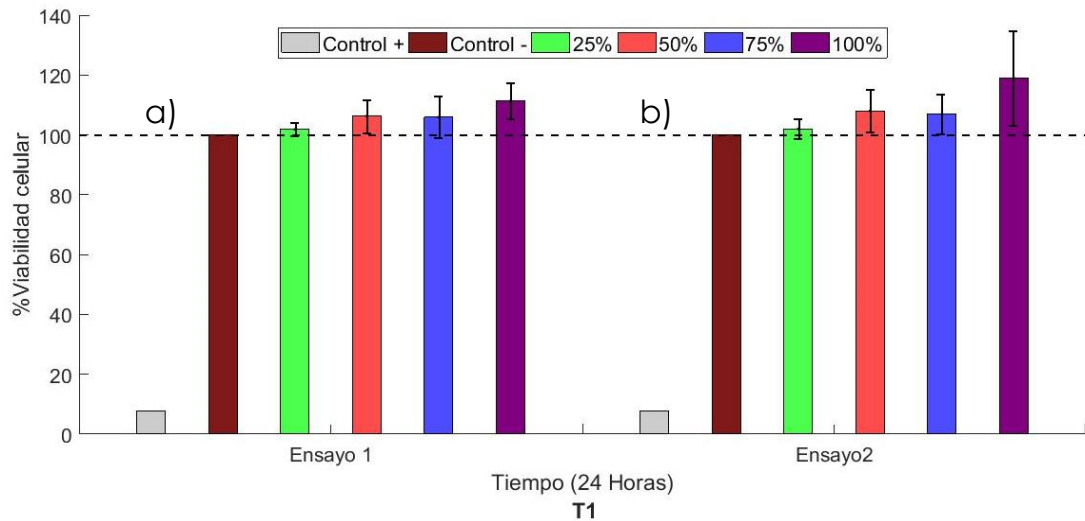 140
120
100
80
60
40
20
0
%Viabilidad celular
Control + Control - 25% 50% 75% 100%
a)
b)
Ensayo 1
Ensayo2
Tiempo (24 Horas)
T1